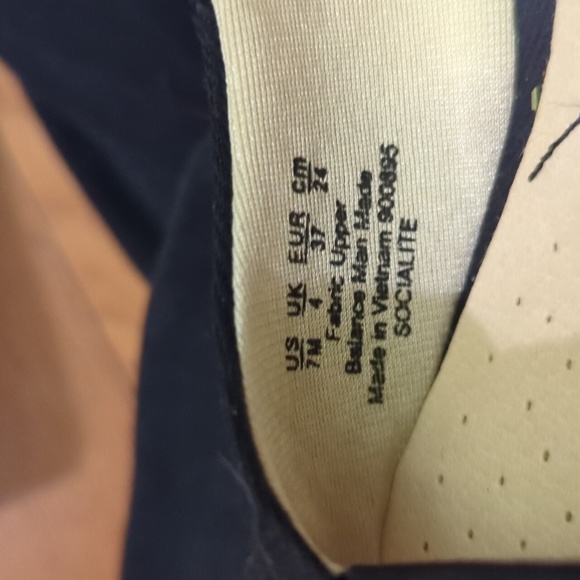 US UK EUR cm
7M 4 37 24
Fabric Upper
Balance Man Made
Made in Vietnam 900895
SOCIALITE